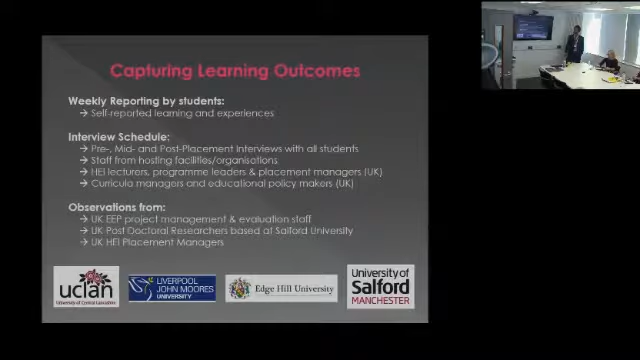 Capturing Learning Outcomes
Weekly Reporting by students:
→ Self-reported learning and experiences
Interview Schedule:
→ Pre-, Mid- and Post-Placement Interviews with all students
→ Staff from hosting facilities/organisations
→ HEI lecturers, programme leaders & placement managers (UK)
→ Curricula managers and educational policy makers (UK)
Observations from:
→ UK EEP project management & evaluation staff
→ UK Post Doctoral Researchers based at Salford University
→ UK HEI Placement Managers
uclan
University of Central Lancashire
LIVERPOOL
JOHN MOORES
UNIVERSITY
Edge Hill University
University of
Salford
MANCHESTER